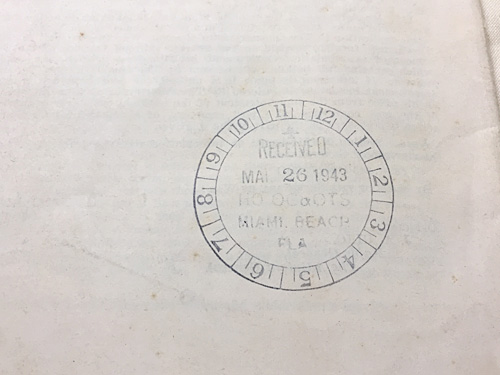 11 12 1 2 3 4 5 6 7 8 9 10
RECEIVED
26 1943
HQ OC&OTS
MIAMI BEACH
FLA